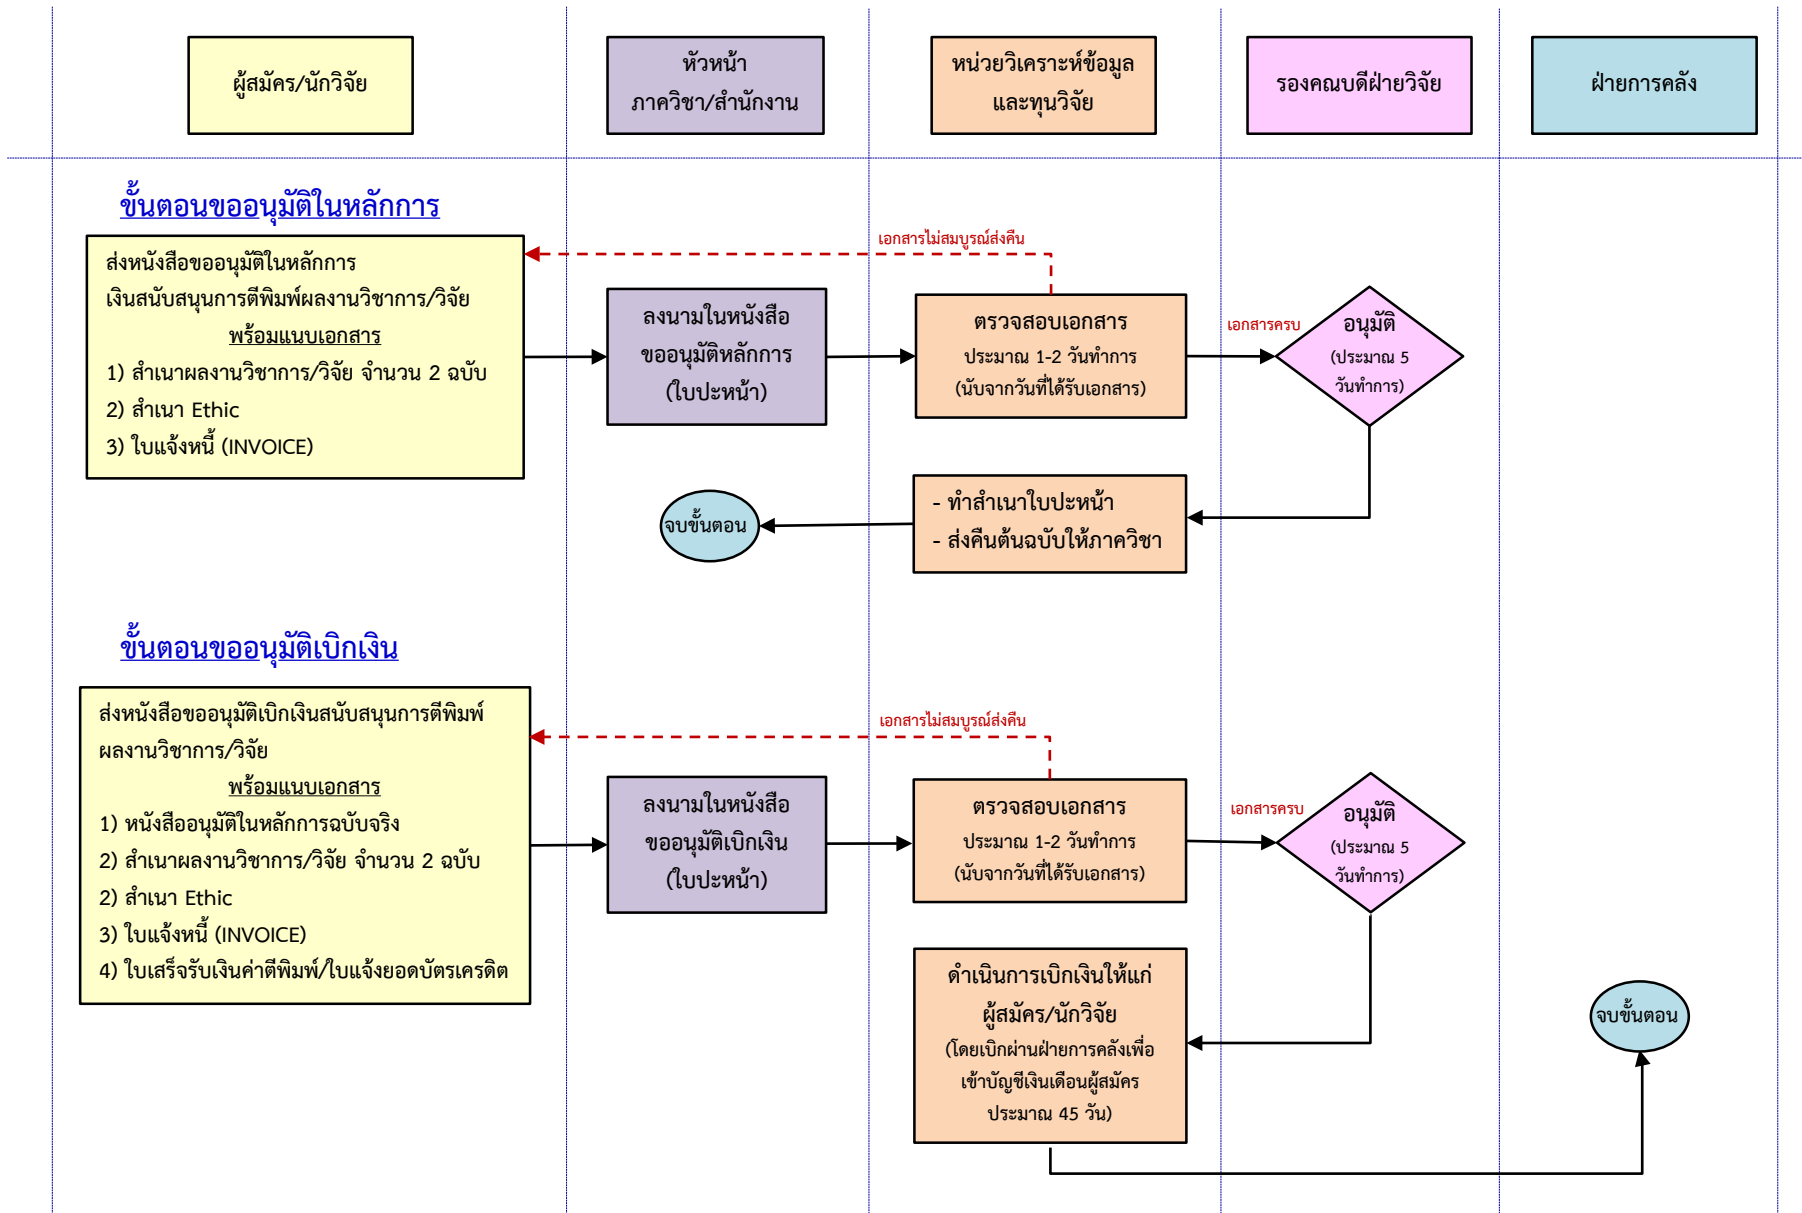 ผู้สมัคร/นักวิจัย
หัวหน้า
ภาควิชา/สำนักงาน
หน่วยวิเคราะห์ข้อมูล
และทุนวิจัย
รองคณบดีฝ่ายวิจัย
ฝ่ายการคลัง
ขั้นตอนขออนุมัติในหลักการ
ส่งหนังสือขออนุมัติในหลักการ
เงินสนับสนุนการตีพิมพ์ผลงานวิชาการ/วิจัย
พร้อมแนบเอกสาร
1) สำเนาผลงานวิชาการ/วิจัย จำนวน 2 ฉบับ
2) สำเนา Ethic
3) ใบแจ้งหนี้ (INVOICE)
ลงนามในหนังสือ
ขออนุมัติหลักการ
(ใบปะหน้า)
เอกสารไม่สมบูรณ์ส่งคืน
ตรวจสอบเอกสาร
ประมาณ 1-2 วันทำการ
(นับจากวันที่ได้รับเอกสาร)
เอกสารครบ
อนุมัติ
(ประมาณ 5
วันทำการ)
- ทำสำเนาใบปะหน้า
- ส่งคืนต้นฉบับให้ภาควิชา
จบขั้นตอน
ขั้นตอนขออนุมัติเบิกเงิน
ส่งหนังสือขออนุมัติเบิกเงินสนับสนุนการตีพิมพ์
ผลงานวิชาการ/วิจัย
พร้อมแนบเอกสาร
1) หนังสืออนุมัติในหลักการฉบับจริง
2) สำเนาผลงานวิชาการ/วิจัย จำนวน 2 ฉบับ
2) สำเนา Ethic
3) ใบแจ้งหนี้ (INVOICE)
4) ใบเสร็จรับเงินค่าตีพิมพ์/ใบแจ้งยอดบัตรเครดิต
ลงนามในหนังสือ
ขออนุมัติเบิกเงิน
(ใบปะหน้า)
เอกสารไม่สมบูรณ์ส่งคืน
ตรวจสอบเอกสาร
ประมาณ 1-2 วันทำการ
(นับจากวันที่ได้รับเอกสาร)
เอกสารครบ
อนุมัติ
(ประมาณ 5
วันทำการ)
ดำเนินการเบิกเงินให้แก่
ผู้สมัคร/นักวิจัย
(โดยเบิกผ่านฝ่ายการคลังเพื่อ
เข้าบัญชีเงินเดือนผู้สมัคร
ประมาณ 45 วัน)
จบขั้นตอน